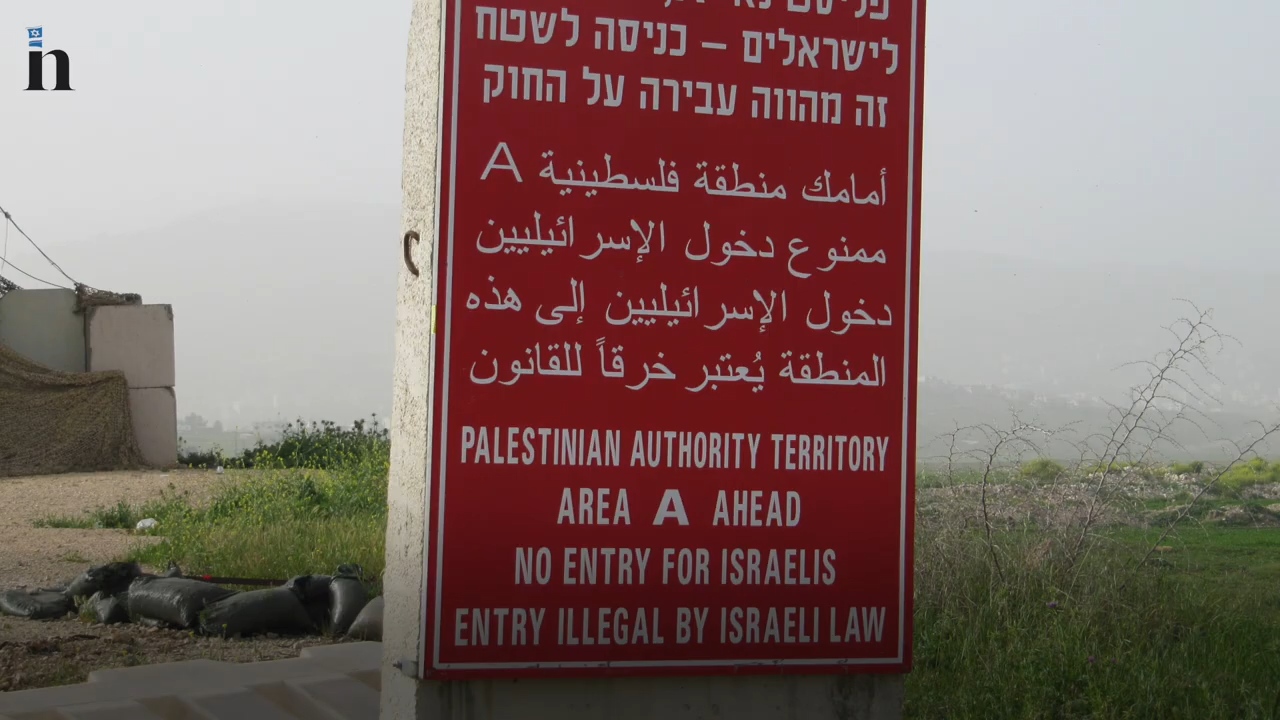 in
לישראלים – כניסה לשטח
זה מהווה עבירה על החוק
أمامك منطقة فلسطينية A
ممنوع دخول الإسرائيليين
دخول الإسرائيليين إلى هذه
المنطقة يُعتبر خرقاً للقانون
PALESTINIAN AUTHORITY TERRITORY
AREA A AHEAD
NO ENTRY FOR ISRAELIS
ENTRY ILLEGAL BY ISRAELI LAW